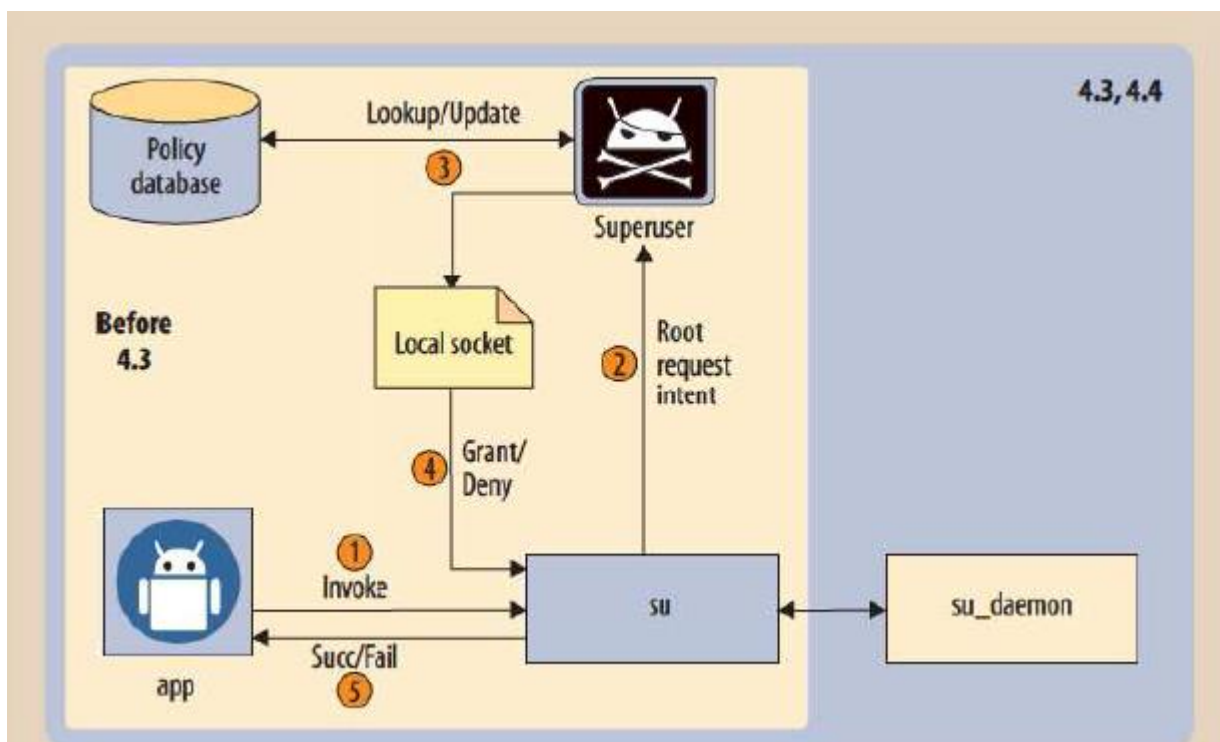 4.3, 4.4
Lookup/Update
3
Policy
database
Superuser
Before
4.3
Local socket
2
Root
request
intent
4
Grant/
Deny
1
Invoke
su
su_daemon
Succ/Fail
5
app